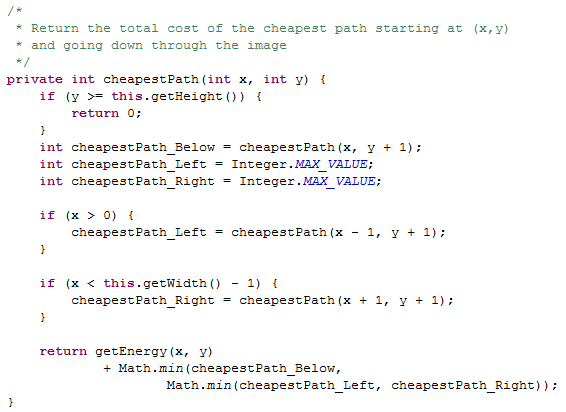 /*
 * Return the total cost of the cheapest path starting at (x,y)
 * and going down through the image
 */
private int cheapestPath(int x, int y) {
    if (y >= this.getHeight()) {
        return 0;
    }
    int cheapestPath_Below = cheapestPath(x, y + 1);
    int cheapestPath_Left = Integer.MAX_VALUE;
    int cheapestPath_Right = Integer.MAX_VALUE;

    if (x > 0) {
        cheapestPath_Left = cheapestPath(x - 1, y + 1);
    }

    if (x < this.getWidth() - 1) {
        cheapestPath_Right = cheapestPath(x + 1, y + 1);
    }

    return getEnergy(x, y)
            + Math.min(cheapestPath_Below,
                    Math.min(cheapestPath_Left, cheapestPath_Right));
}